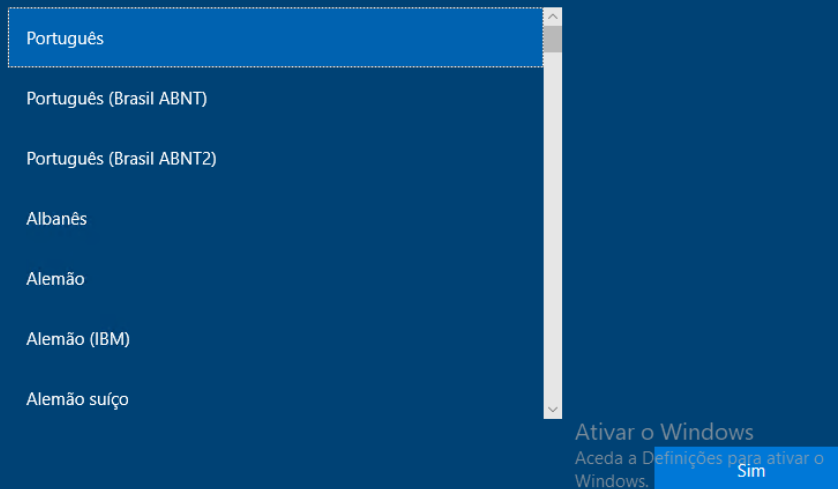 Português
Português (Brasil ABNT)
Português (Brasil ABNT2)
Albanês
Alemão
Alemão (IBM)
Alemão suíço
Ativar o Windows
Aceda a Definições para ativar o
Windows.
Sim